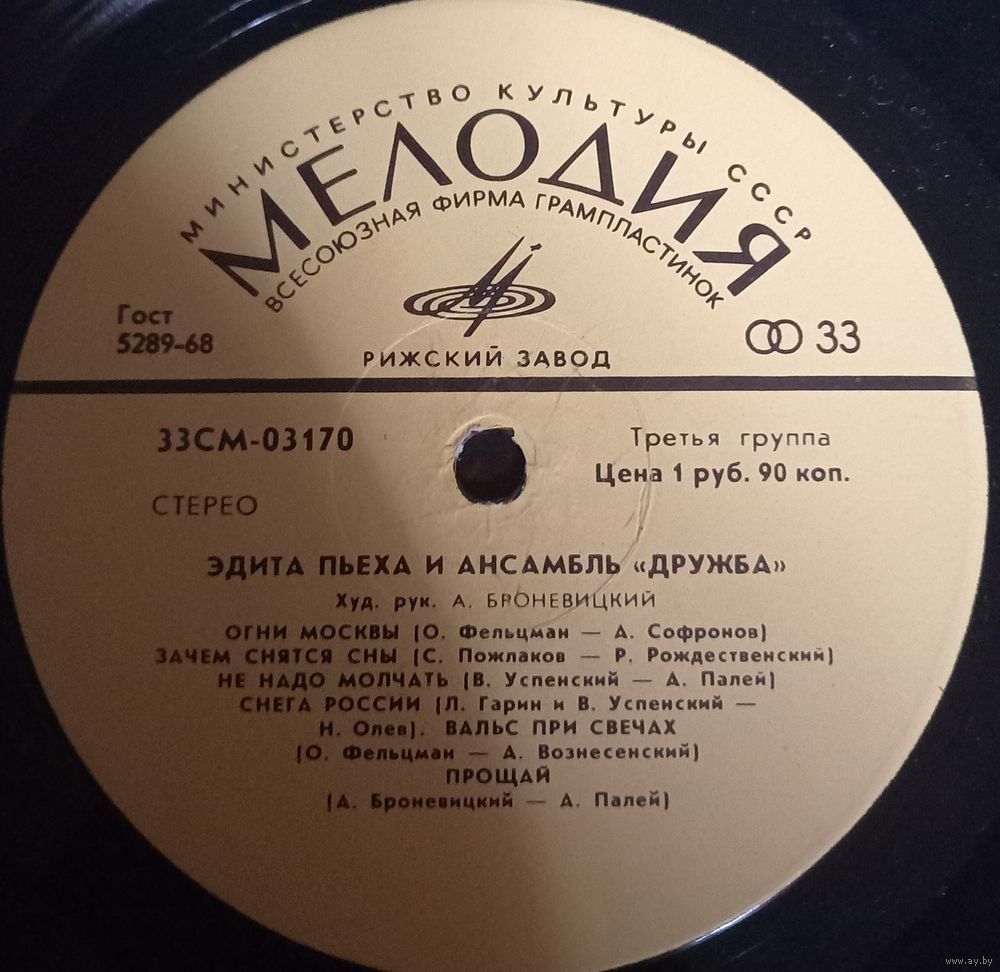 МИНИСТЕРСТВО КУЛЬТУРЫ СССР
МЕЛОДИЯ
ВСЕСОЮЗНАЯ ФИРМА ГРАМПЛАСТИНОК
Гост
5289-68
33
РИЖСКИЙ ЗАВОД
33СМ-03170
Третья группа
Цена 1 руб. 90 коп.
СТЕРЕО
ЭДИТА ПЬЕХА И АНСАМБЛЬ «ДРУЖБА»
Худ. рук. А. БРОНЕВИЦКИЙ
ОГНИ МОСКВЫ (О. Фельцман — А. Софронов)
ЗАЧЕМ СНЯТСЯ СНЫ (С. Пожлаков — Р. Рождественский)
НЕ НАДО МОЛЧАТЬ (В. Успенский — А. Палей)
СНЕГА РОССИИ (Л. Гарин и В. Успенский —
Н. Олев). ВАЛЬС ПРИ СВЕЧАХ
(О. Фельцман — А. Вознесенский)
ПРОЩАЙ
(А. Броневицкий — А. Палей)
www.ay.by